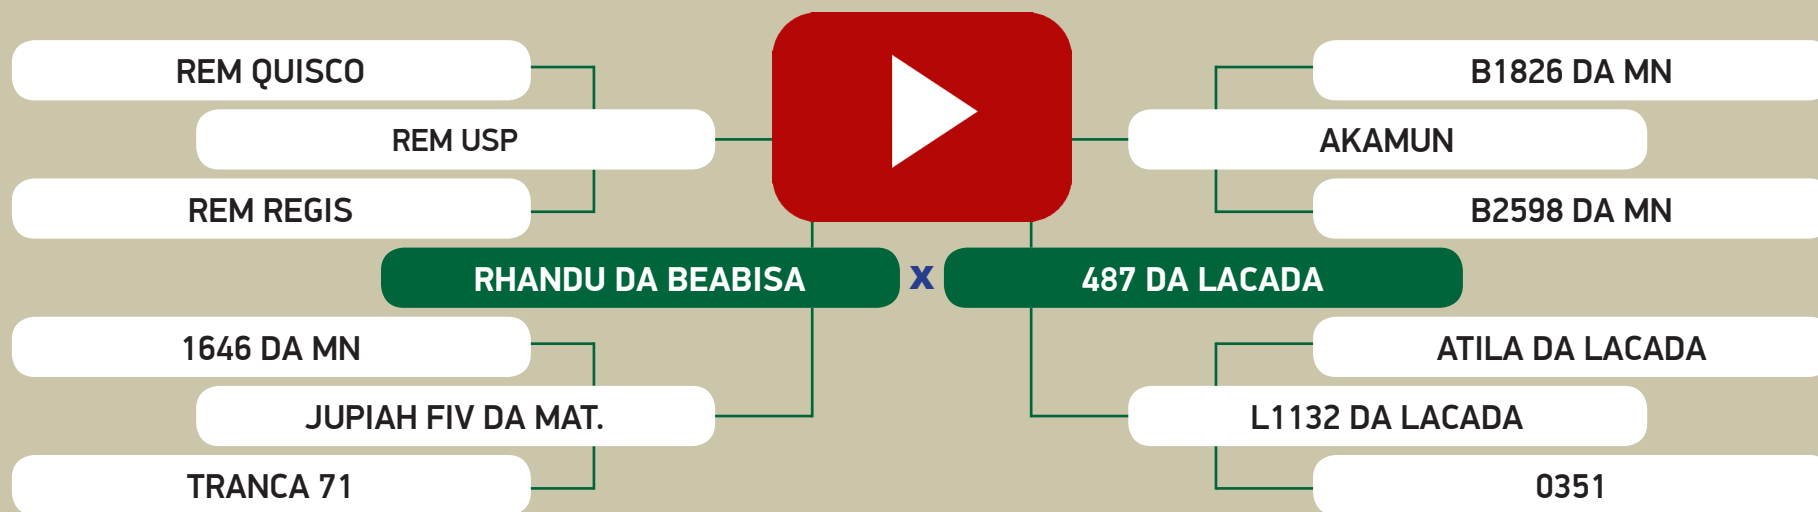 REM QUISCO
B1826 DA MN
REM USP
AKAMUN
REM REGIS
B2598 DA MN
RHANDU DA BEABISA x 487 DA LACADA
1646 DA MN
ATILA DA LACADA
JUPIAH FIV DA MAT.
L1132 DA LACADA
TRANCA 71
0351